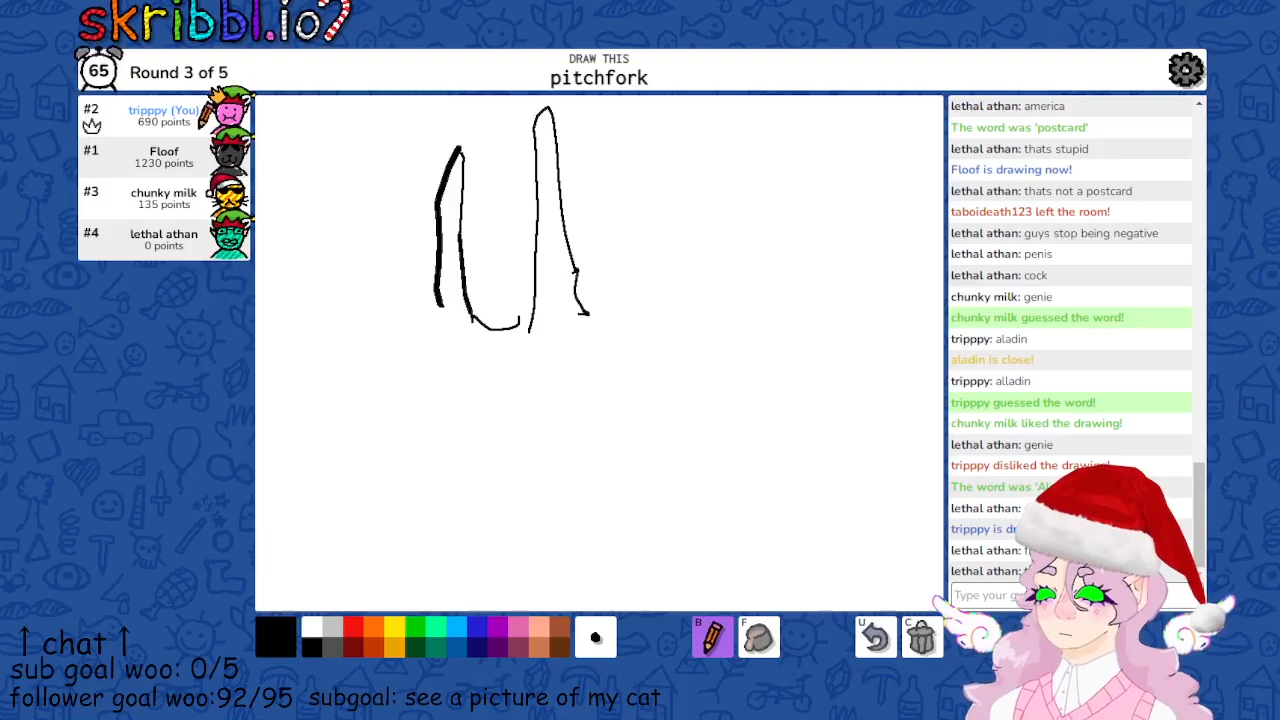 skribbl.io
65
Round 3 of 5
DRAW THIS
pitchfork
#2
tripppy (You)
690 points
#1
Floof
1230 points
#3
chunky milk
135 points
#4
lethal athan
0 points
lethal athan: america
The word was 'postcard'
lethal athan: thats stupid
Floof is drawing now!
lethal athan: thats not a postcard
taboideath123 left the room!
lethal athan: guys stop being negative
lethal athan: penis
lethal athan: cock
chunky milk: genie
chunky milk guessed the word!
tripppy: aladin
aladin is close!
tripppy: alladin
tripppy guessed the word!
chunky milk liked the drawing!
lethal athan: genie
tripppy disliked the drawing!
The word was
lethal athan:
tripppy is
lethal athan:
lethal athan:
Type your
B
F
U
C
↑ chat ↑
sub goal woo: 0/5
follower goal woo:92/95 subgoal: see a picture of my cat